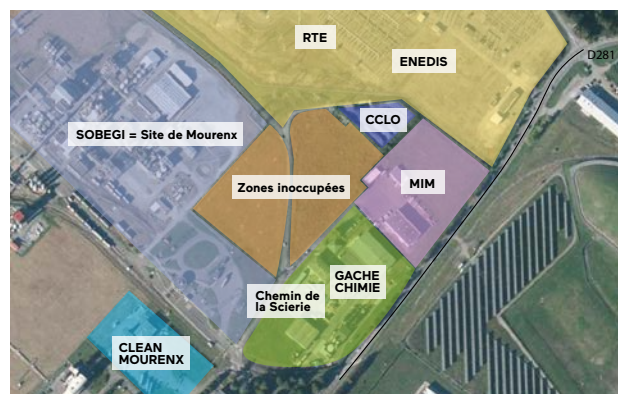 RTE
ENEDIS
D281
CCLO
SOBEGI = Site de Mourenx
Zones inoccupées
MIM
GACHE
CHIMIE
Chemin de
la Scierie
CLEAN
MOURENX